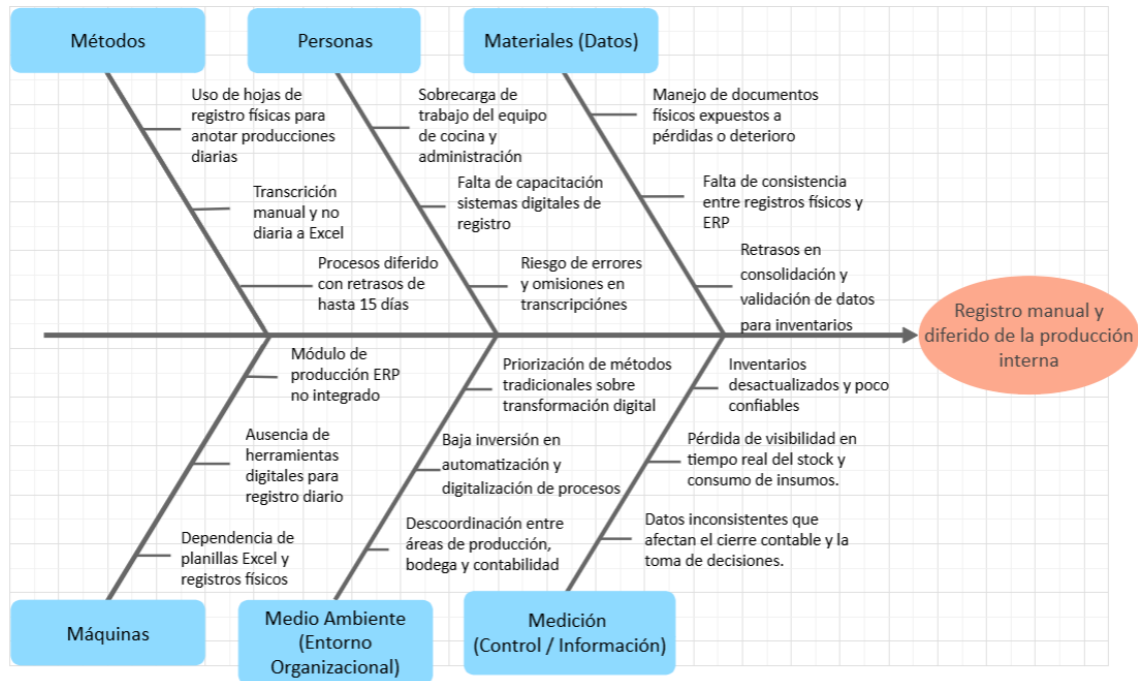 Métodos
Personas
Materiales (Datos)
Uso de hojas de
registro físicas para
anotar producciones
diarias
Transcrición
manual y no
diaria a Excel
Procesos diferido
con retrasos de
hasta 15 días
Sobrecarga de
trabajo del equipo
de cocina y
administración
Falta de capacitación
sistemas digitales de
registro
Riesgo de errores
y omisiones en
transcripciónes
Manejo de documentos
físicos expuestos a
pérdidas o deterioro
Falta de consistencia
entre registros físicos y
ERP
Retrasos en
consolidación y
validación de datos
para inventarios
Registro manual y
diferido de la producción
interna
Módulo de
producción ERP
no integrado
Ausencia de
herramientas
digitales para
registro diario
Dependencia de
planillas Excel y
registros físicos
Priorización de métodos
tradicionales sobre
transformación digital
Baja inversión en
automatización y
digitalización de procesos
Descoordinación entre
áreas de producción,
bodega y contabilidad
Inventarios
desactualizados y poco
confiables
Pérdida de visibilidad en
tiempo real del stock y
consumo de insumos.
Datos inconsistentes que
afectan el cierre contable y la
toma de decisiones.
Máquinas
Medio Ambiente
(Entorno
Organizacional)
Medición
(Control / Información)